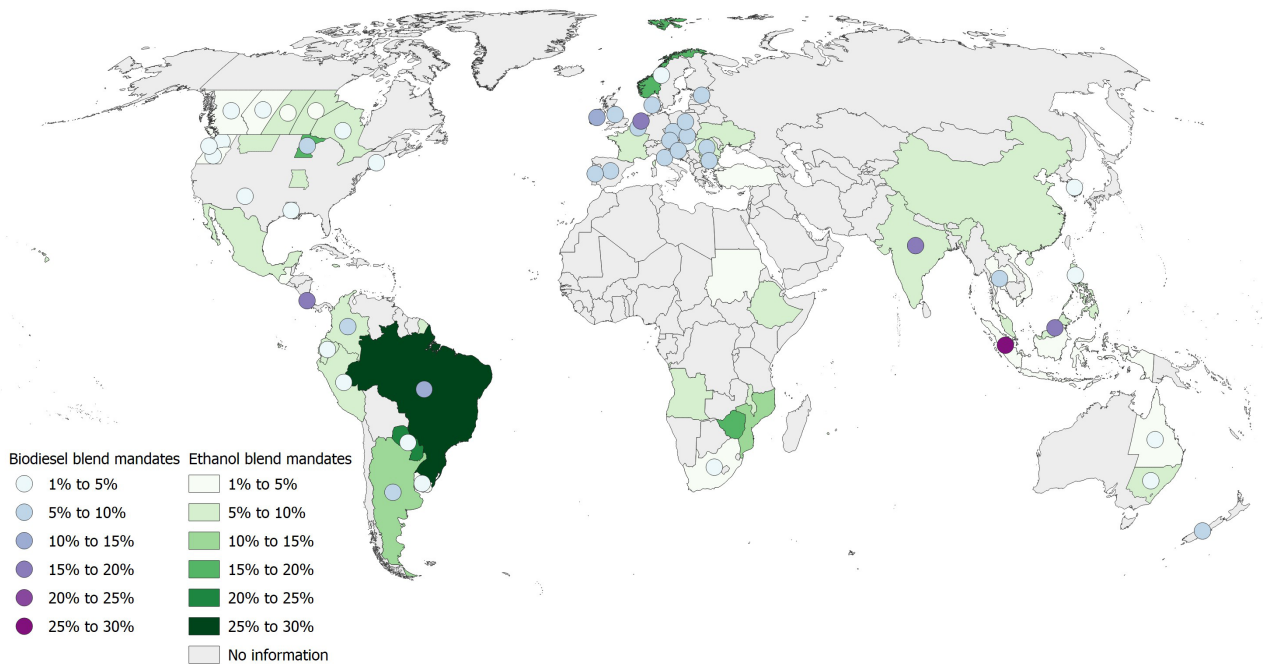 Biodiesel blend mandates
1% to 5%
5% to 10%
10% to 15%
15% to 20%
20% to 25%
25% to 30%
Ethanol blend mandates
1% to 5%
5% to 10%
10% to 15%
15% to 20%
20% to 25%
25% to 30%
No information